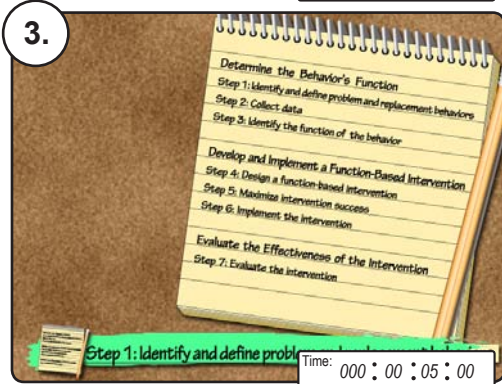 3.
Determine the Behavior's Function
Step 1: Identify and define problem and replacement behaviors
Step 2: Collect data
Step 3: Identify the function of the behavior
Develop and Implement a Function-Based Intervention
Step 4: Design a function-based intervention
Step 5: Maximize intervention success
Step 6: Implement the intervention
Evaluate the Effectiveness of the Intervention
Step 7: Evaluate the intervention
Step 1: Identify and define
Time: 000 : 00 : 05 : 00